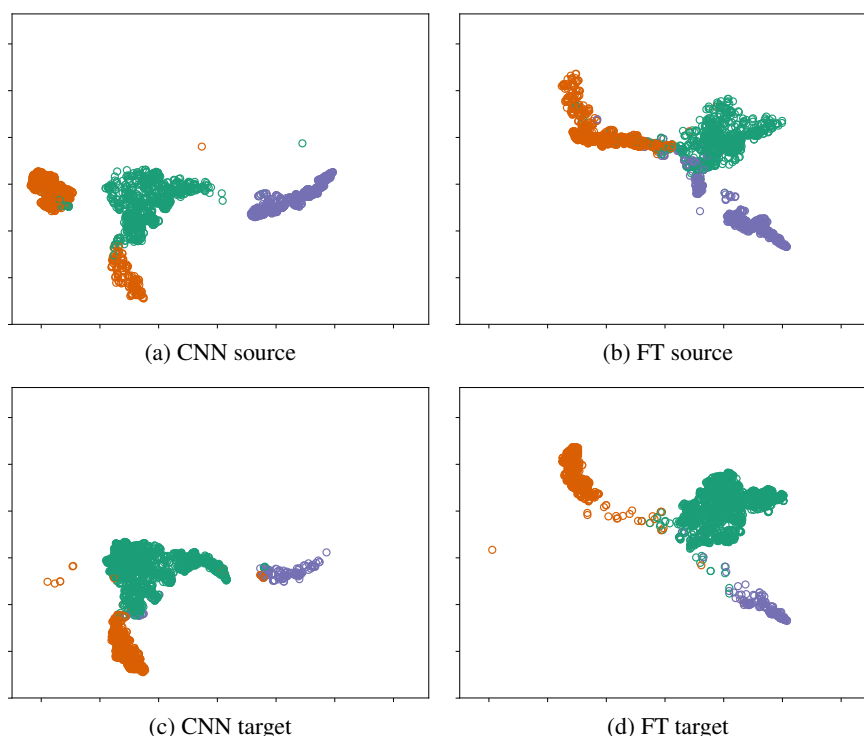 (a) CNN source
(b) FT source
(c) CNN target
(d) FT target